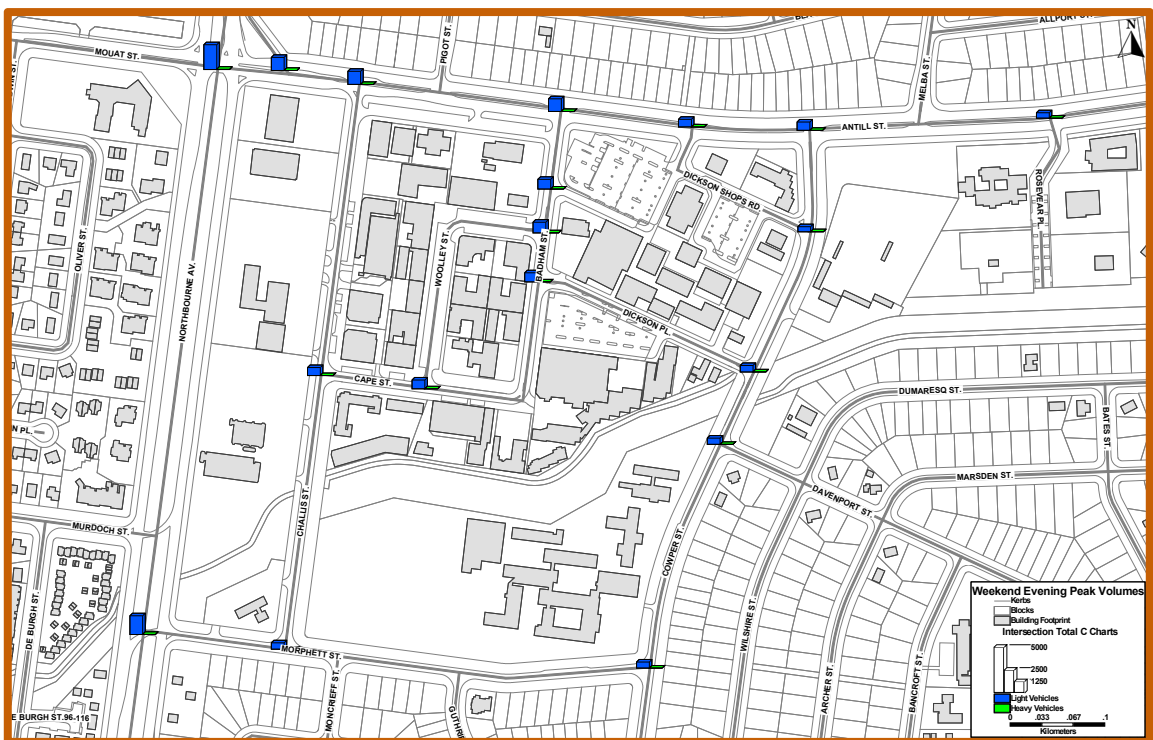 ALLPORT ST.
N
MOUAT ST.
PIGOT ST.
MELBA ST.
ANTILL ST.
DICKSON SHOPS RD
ROSEVEAR PL.
OLIVER ST.
NORTHBOURNE AV.
WOOLLEY ST.
BADHAM ST.
DICKSON PL.
CAPE ST.
DUMARESQ ST.
BATES ST.
N PL.
MARSDEN ST.
DAVENPORT ST.
CHALLIS ST.
MURDOCH ST.
COWPER ST.
DE BURGH ST.
WILSHIRE ST.
MORPHETT ST.
MONCRIEFF ST.
ARCHER ST.
BANCROFT ST.
E BURGH ST.96-116
Weekend Evening Peak Volumes
Kerbs
Blocks
Building Footprint
Intersection Total C Charts
5000
2500
1250
Light Vehicles
Heavy Vehicles
0 .033 .067 .1
Kilometers